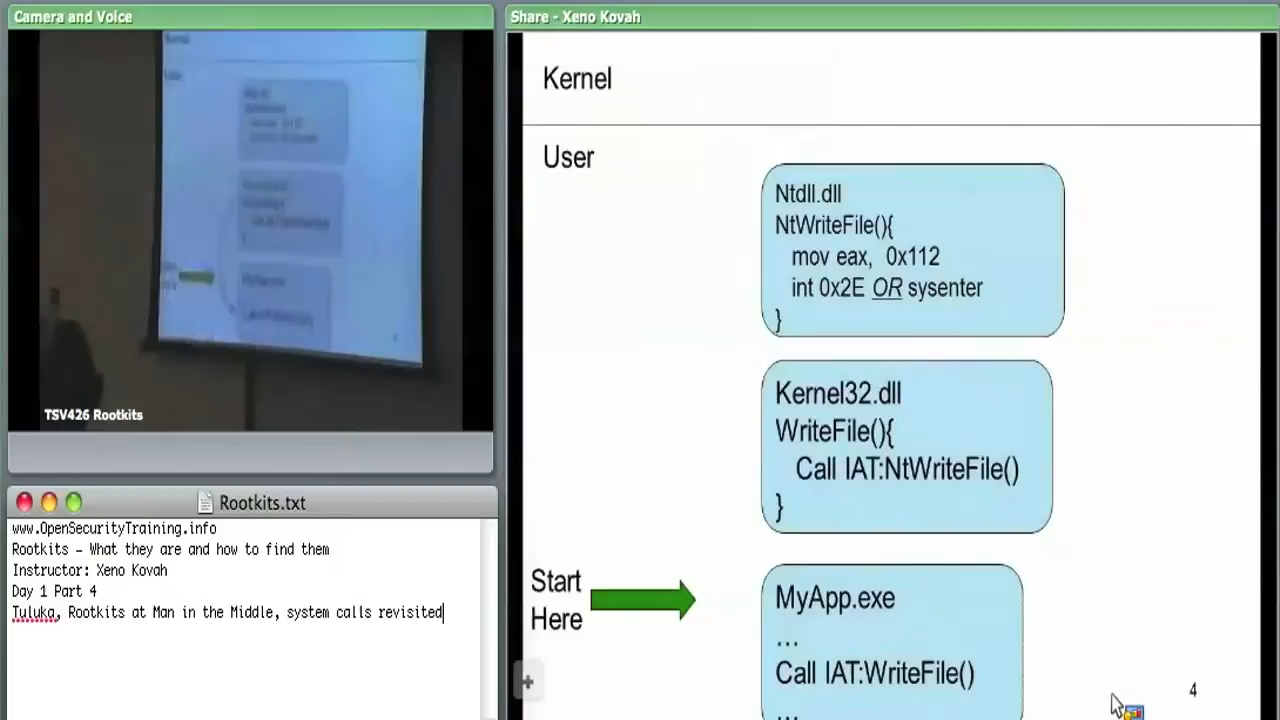 Camera and Voice
TSV426 Rootkits
Rootkits.txt
www.OpenSecurityTraining.info
Rootkits - What they are and how to find them
Instructor: Xeno Kovah
Day 1 Part 4
Tuluka, Rootkits at Man in the Middle, system calls revisited
Share - Xeno Kovah
Kernel
User
Ntdll.dll
NtWriteFile(){
mov eax, 0x112
int 0x2E OR sysenter
}
Kernel32.dll
WriteFile(){
Call IAT:NtWriteFile()
}
Start
Here
MyApp.exe
...
Call IAT:WriteFile()
...
4